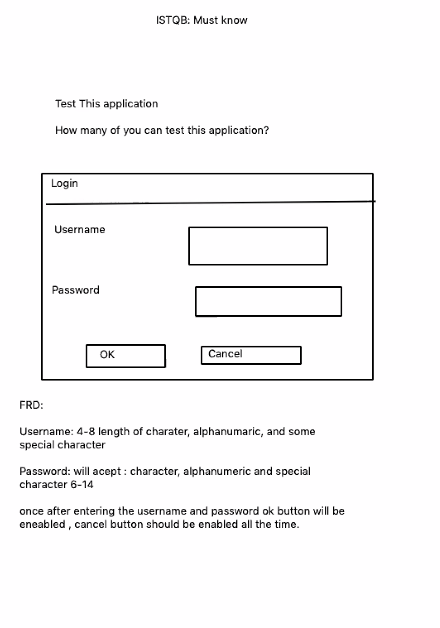 ISTQB: Must know
Test This application
How many of you can test this application?
Login
Username
Password
OK
Cancel
FRD:
Username: 4-8 length of charater, alphanumaric, and some
special character
Password: will acept : character, alphanumeric and special
character 6-14
once after entering the username and password ok button will be
eneabled , cancel button should be enabled all the time.